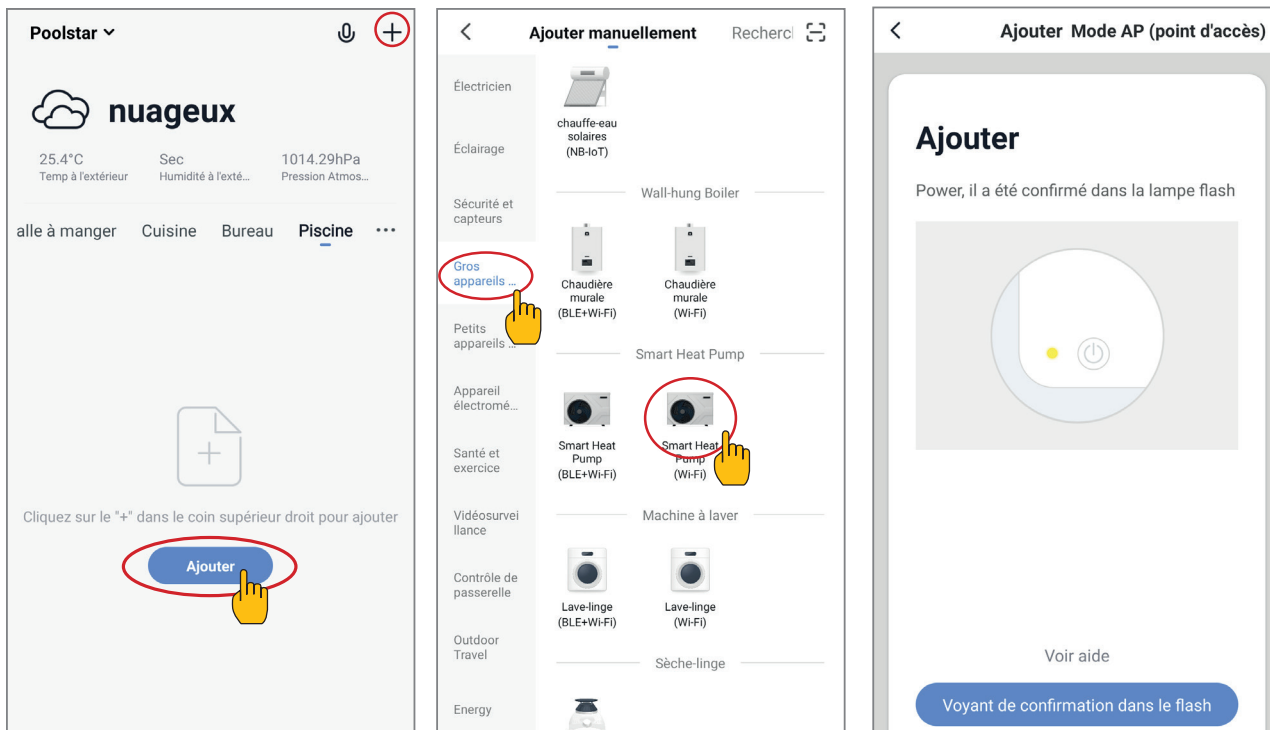 Poolstar
nuageux
25.4°C
Temp à l'extérieur
Sec
Humidité à l'exté...
1014.29hPa
Pression Atmos...
alle à manger
Cuisine
Bureau
Piscine
Cliquez sur le "+" dans le coin supérieur droit pour ajouter
Ajouter
Ajouter manuellement
Recherc
Électricien
Éclairage
Sécurité et
capteurs
Gros
appareils ...
Petits
appareils ...
Appareil
électromé...
Santé et
exercice
Vidéosurvei
llance
Contrôle de
passerelle
Outdoor
Travel
Energy
chauffe-eau
solaires
(NB-IoT)
Wall-hung Boiler
Chaudière
murale
(BLE+Wi-Fi)
Chaudière
murale
(Wi-Fi)
Smart Heat Pump
Smart Heat
Pump
(BLE+Wi-Fi)
Smart Heat
Pump
(Wi-Fi)
Machine à laver
Lave-linge
(BLE+Wi-Fi)
Lave-linge
(Wi-Fi)
Sèche-linge
Ajouter Mode AP (point d'accès)
Ajouter
Power, il a été confirmé dans la lampe flash
Voir aide
Voyant de confirmation dans le flash